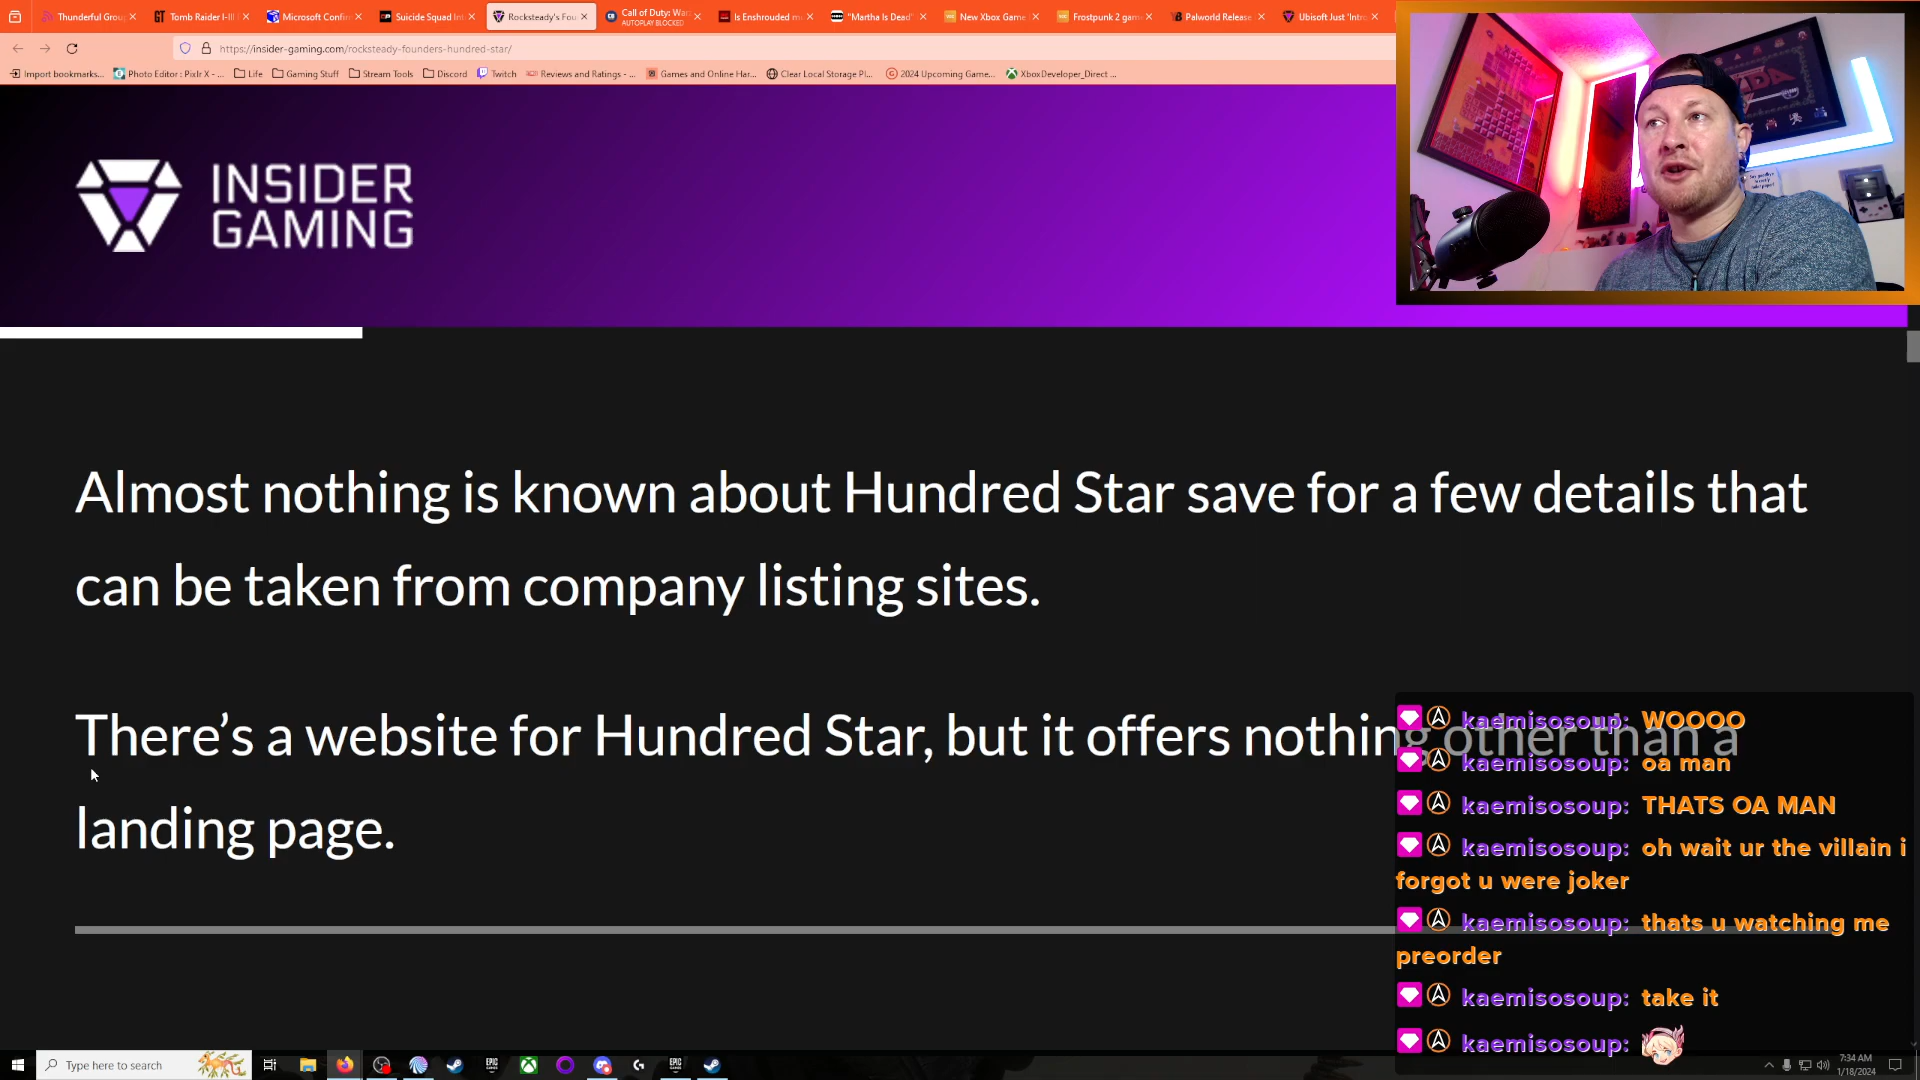 Thunderful Grou
Tomb Raider I-III
Microsoft Confir
Suicide Squad Int
Rocksteady's Fou
Call of Duty: War
AUTOPLAY BLOCKED
Is Enshrouded m
"Martha Is Dead"
New Xbox Game
Frostpunk 2 gam
Palworld Release
Ubisoft Just 'Intro
https://insider-gaming.com/rocksteady-founders-hundred-star/
Import bookmarks...
Photo Editor : Pixlr X - ...
Life
Gaming Stuff
Stream Tools
Discord
Twitch
Reviews and Ratings - ...
Games and Online Har...
Clear Local Storage Pl...
2024 Upcoming Game...
XboxDeveloper_Direct ...
INSIDER
GAMING
Almost nothing is known about Hundred Star save for a few details that
can be taken from company listing sites.
There's a website for Hundred Star, but it offers nothing other than a
landing page.
kaemisosoup: WOOOO
kaemisosoup: oa man
kaemisosoup: THATS OA MAN
kaemisosoup: oh wait ur the villain i
forgot u were joker
kaemisosoup: thats u watching me
preorder
kaemisosoup: take it
kaemisosoup:
Type here to search
7:34 AM
1/18/2024